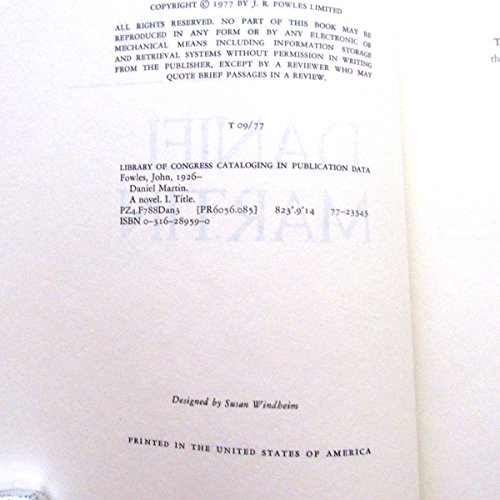 COPYRIGHT © 1977 BY J. R. FOWLES LIMITED
ALL RIGHTS RESERVED. NO PART OF THIS BOOK MAY BE
REPRODUCED IN ANY FORM OR BY ANY ELECTRONIC OR
MECHANICAL MEANS INCLUDING INFORMATION STORAGE
AND RETRIEVAL SYSTEMS WITHOUT PERMISSION IN WRITING
FROM THE PUBLISHER, EXCEPT BY A REVIEWER WHO MAY
QUOTE BRIEF PASSAGES IN A REVIEW.
T 09/77
LIBRARY OF CONGRESS CATALOGING IN PUBLICATION DATA
Fowles, John, 1926–
Daniel Martin.
A novel. I. Title.
PZ4.F788Dan3 [PR6056.085] 823'.9'14 77-23343
ISBN 0-316-28959-0
Designed by Susan Windheim
PRINTED IN THE UNITED STATES OF AMERICA